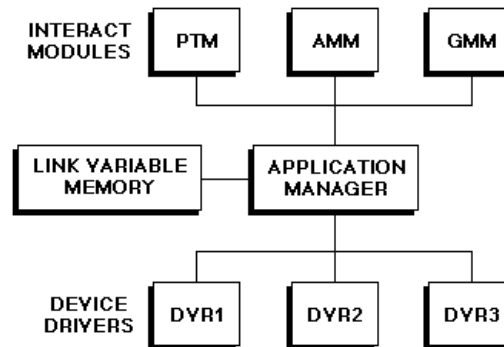 INTERACT
MODULES
PTM
AMM
GMM
LINK VARIABLE
MEMORY
APPLICATION
MANAGER
DEVICE
DRIVERS
DVR1
DVR2
DVR3